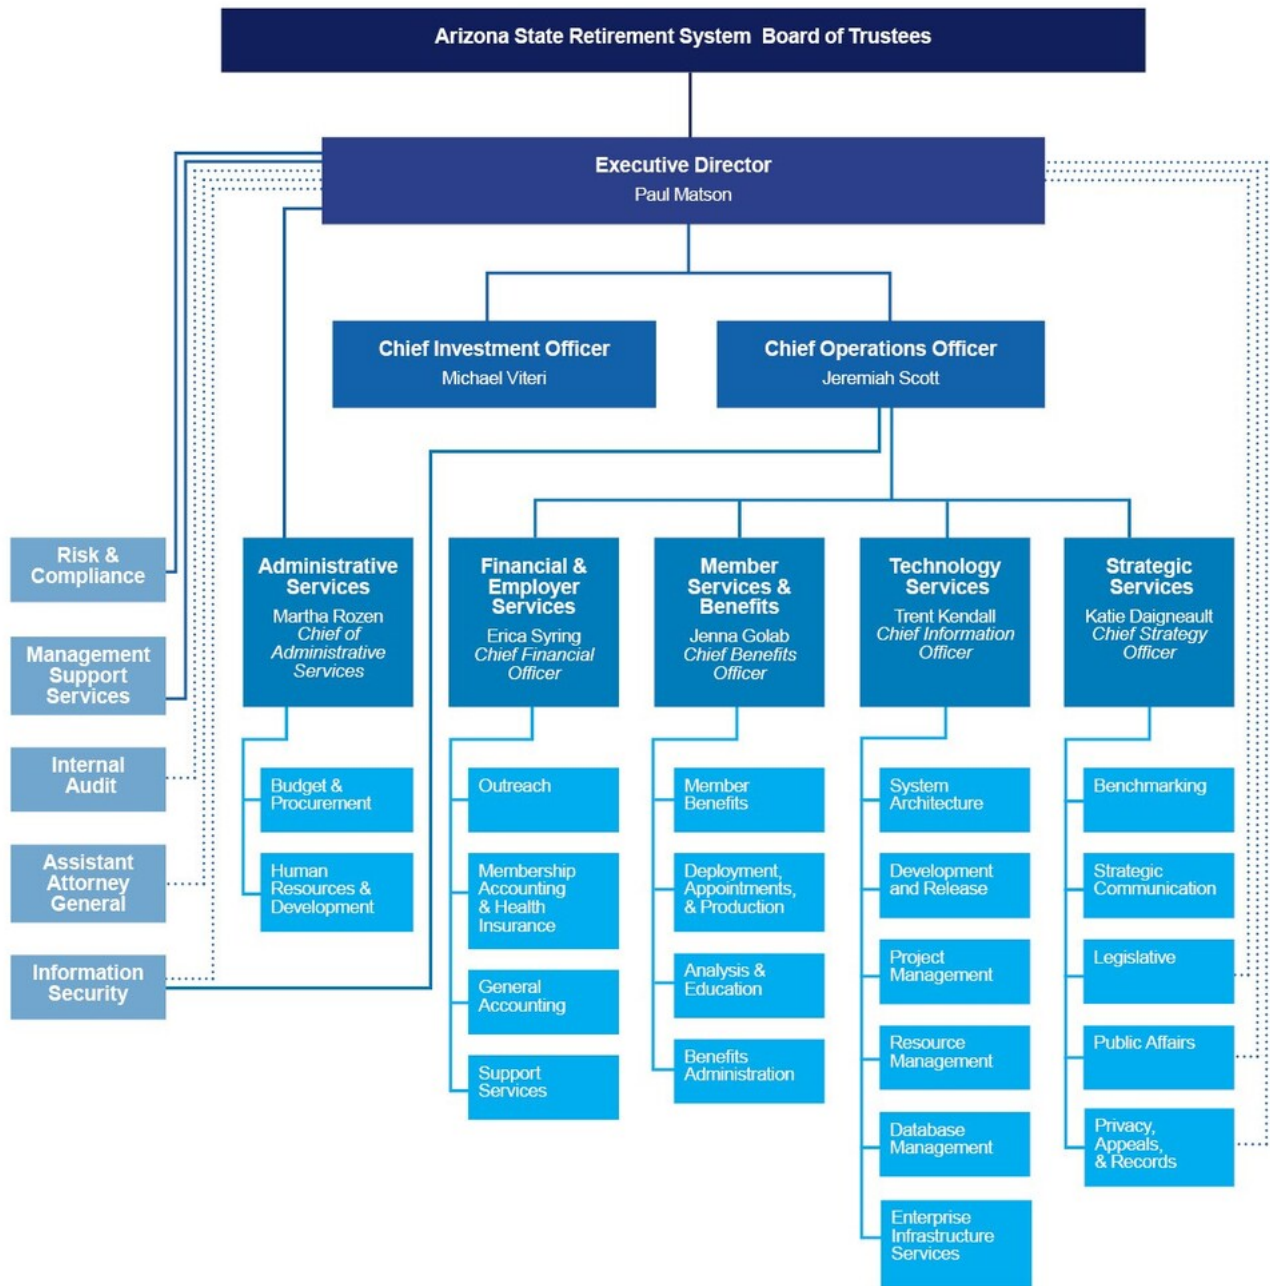 Arizona State Retirement System Board of Trustees
Executive Director
Paul Matson
Chief Investment Officer
Michael Viteri
Chief Operations Officer
Jeremiah Scott
Risk &
Compliance
Management
Support
Services
Internal
Audit
Assistant
Attorney
General
Information
Security
Administrative
Services
Martha Rozen
Chief of
Administrative
Services
Budget &
Procurement
Human
Resources &
Development
Financial &
Employer
Services
Erica Syring
Chief Financial
Officer
Outreach
Membership
Accounting
& Health
Insurance
General
Accounting
Support
Services
Member
Services &
Benefits
Jenna Golab
Chief Benefits
Officer
Member
Benefits
Deployment,
Appointments,
& Production
Analysis &
Education
Benefits
Administration
Technology
Services
Trent Kendall
Chief Information
Officer
System
Architecture
Development
and Release
Project
Management
Resource
Management
Database
Management
Enterprise
Infrastructure
Services
Strategic
Services
Katie Daigneault
Chief Strategy
Officer
Benchmarking
Strategic
Communication
Legislative
Public Affairs
Privacy,
Appeals,
& Records